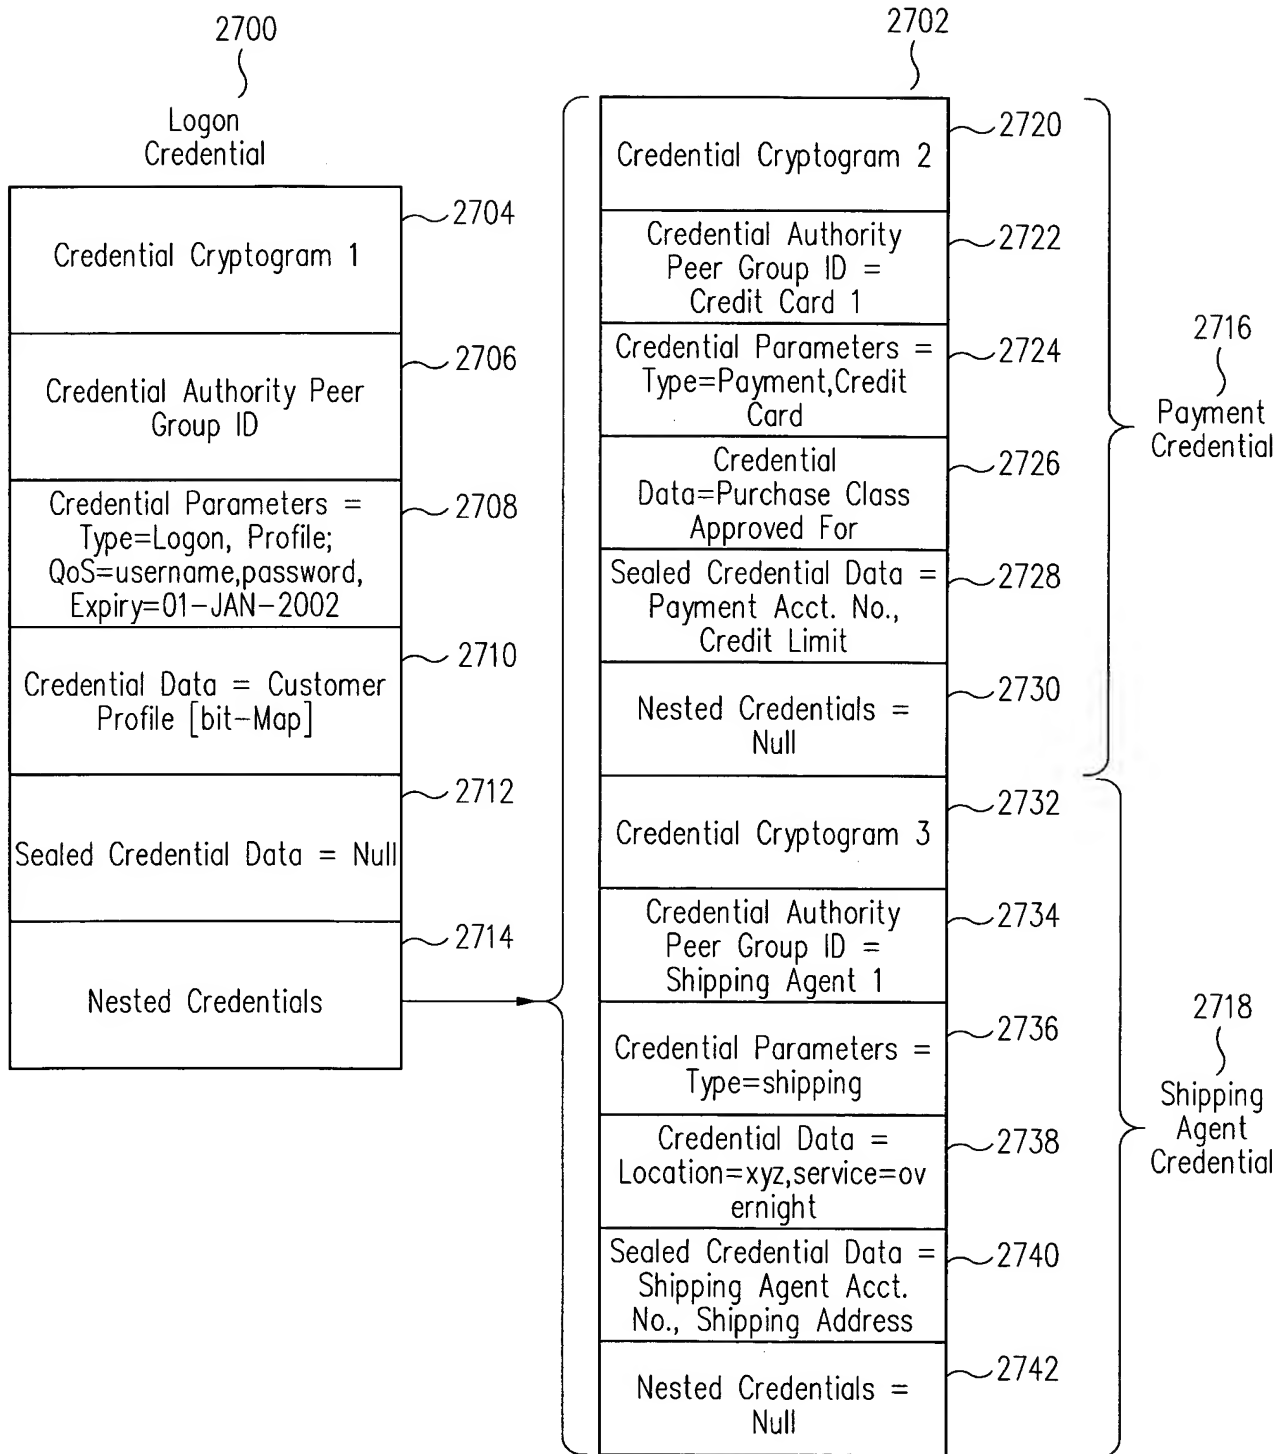 2700
Logon
Credential
Credential Cryptogram 1
2704
Credential Authority Peer
Group ID
2706
Credential Parameters =
Type=Logon, Profile;
QoS=username,password,
Expiry=01-JAN-2002
2708
Credential Data = Customer
Profile [bit-Map]
2710
Sealed Credential Data = Null
2712
Nested Credentials
2714
2702
Credential Cryptogram 2
2720
Credential Authority
Peer Group ID =
Credit Card 1
2722
Credential Parameters =
Type=Payment,Credit
Card
2724
Credential
Data=Purchase Class
Approved For
2726
Sealed Credential Data =
Payment Acct. No.,
Credit Limit
2728
Nested Credentials =
Null
2730
2716
Payment
Credential
Credential Cryptogram 3
2732
Credential Authority
Peer Group ID =
Shipping Agent 1
2734
Credential Parameters =
Type=shipping
2736
Credential Data =
Location=xyz,service=ov
ernight
2738
Sealed Credential Data =
Shipping Agent Acct.
No., Shipping Address
2740
Nested Credentials =
Null
2742
2718
Shipping
Agent
Credential